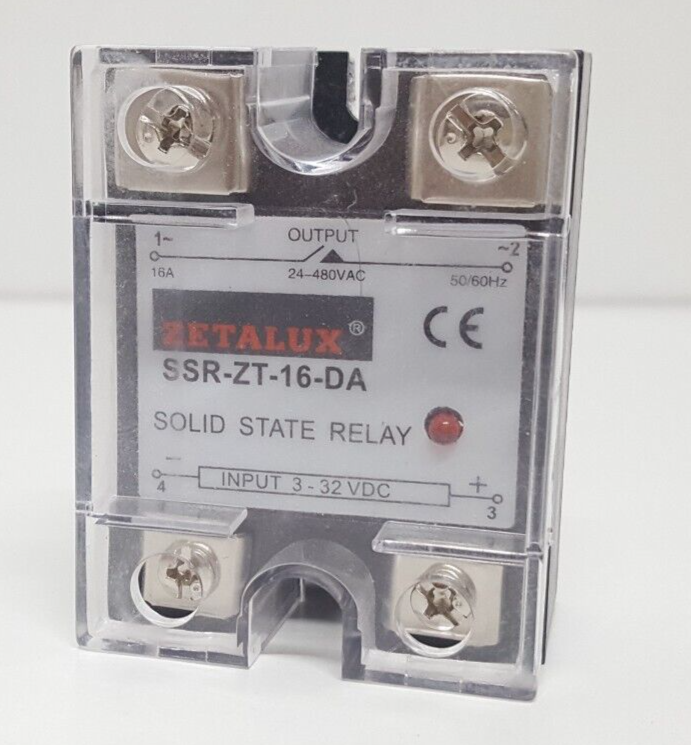 OUTPUT
1~ ~2
16A 24-480VAC 50/60Hz
ZETALUX® CE
SSR-ZT-16-DA
SOLID STATE RELAY
− INPUT 3-32 VDC +
4 3